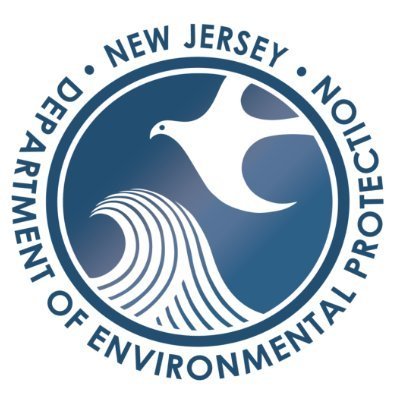 • NEW JERSEY •
DEPARTMENT OF ENVIRONMENTAL PROTECTION